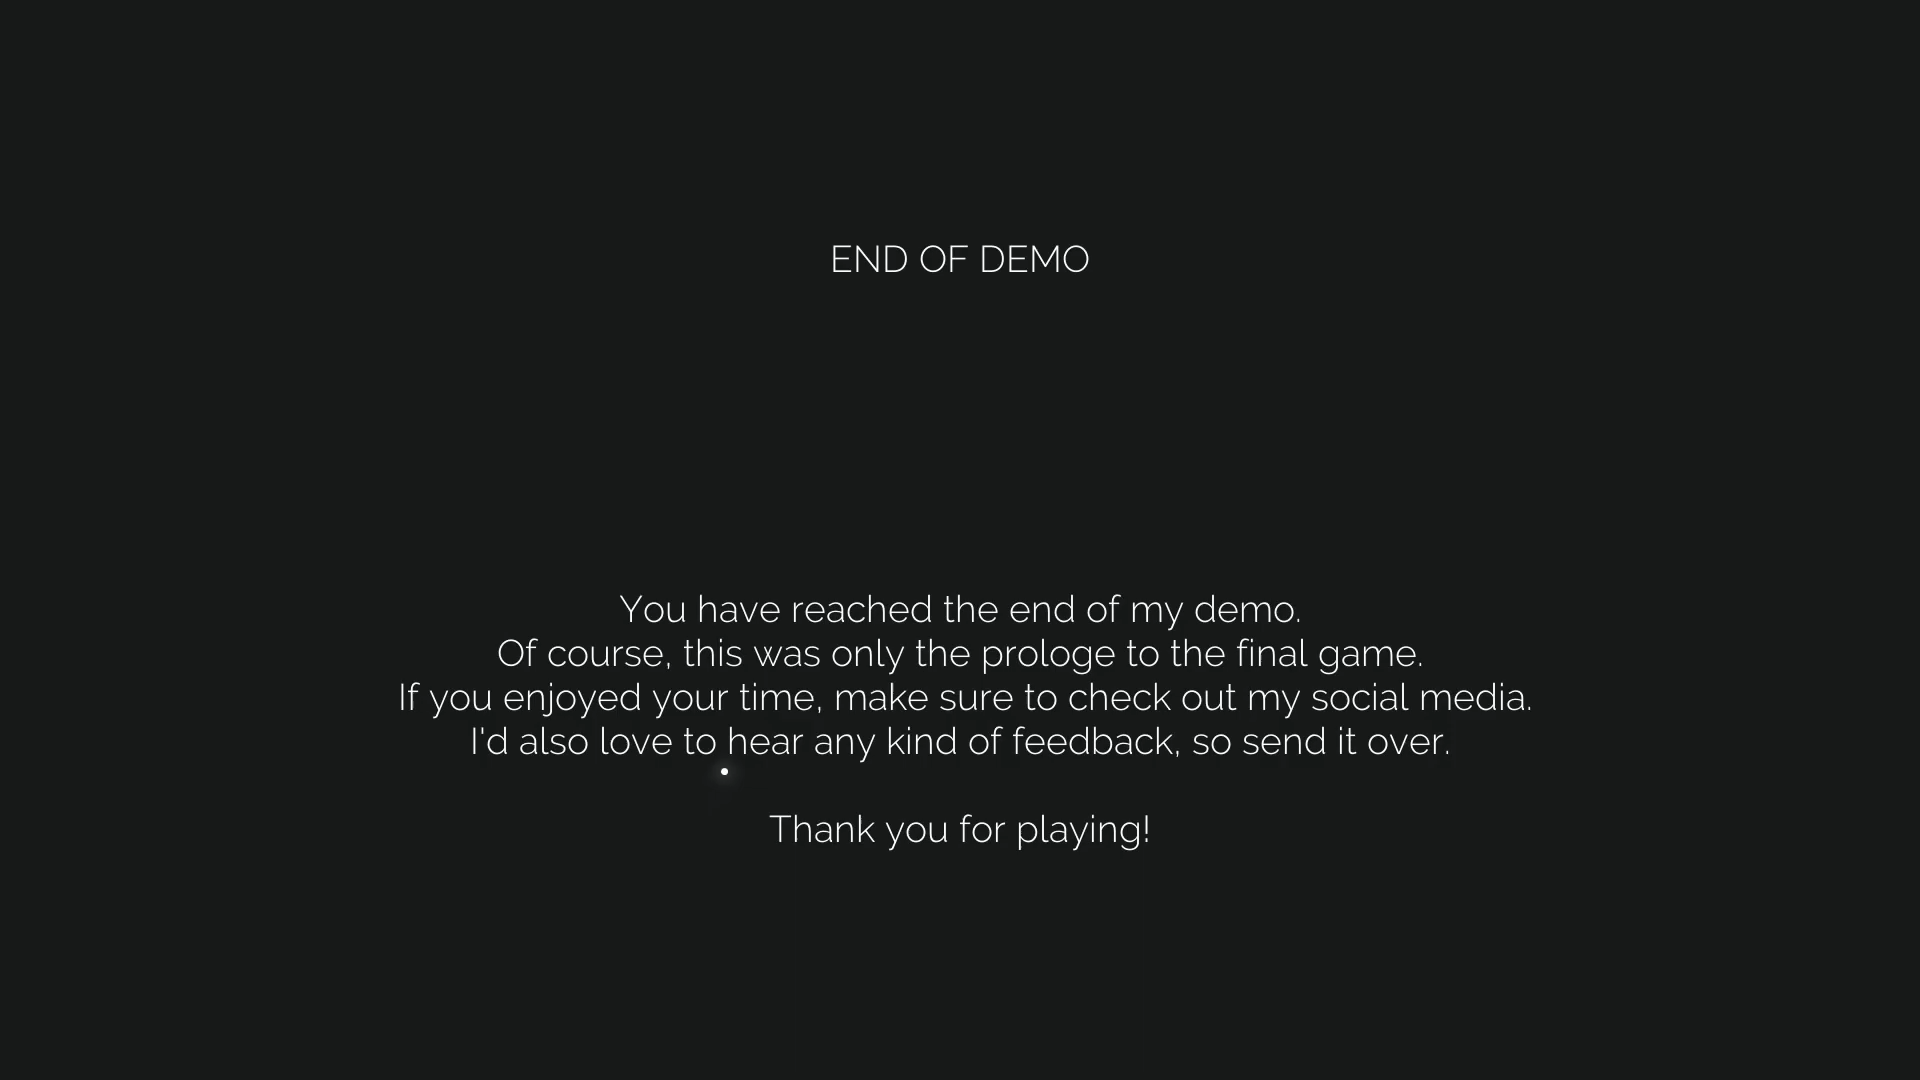 END OF DEMO
You have reached the end of my demo.
Of course, this was only the prologe to the final game.
If you enjoyed your time, make sure to check out my social media.
I'd also love to hear any kind of feedback, so send it over.
Thank you for playing!